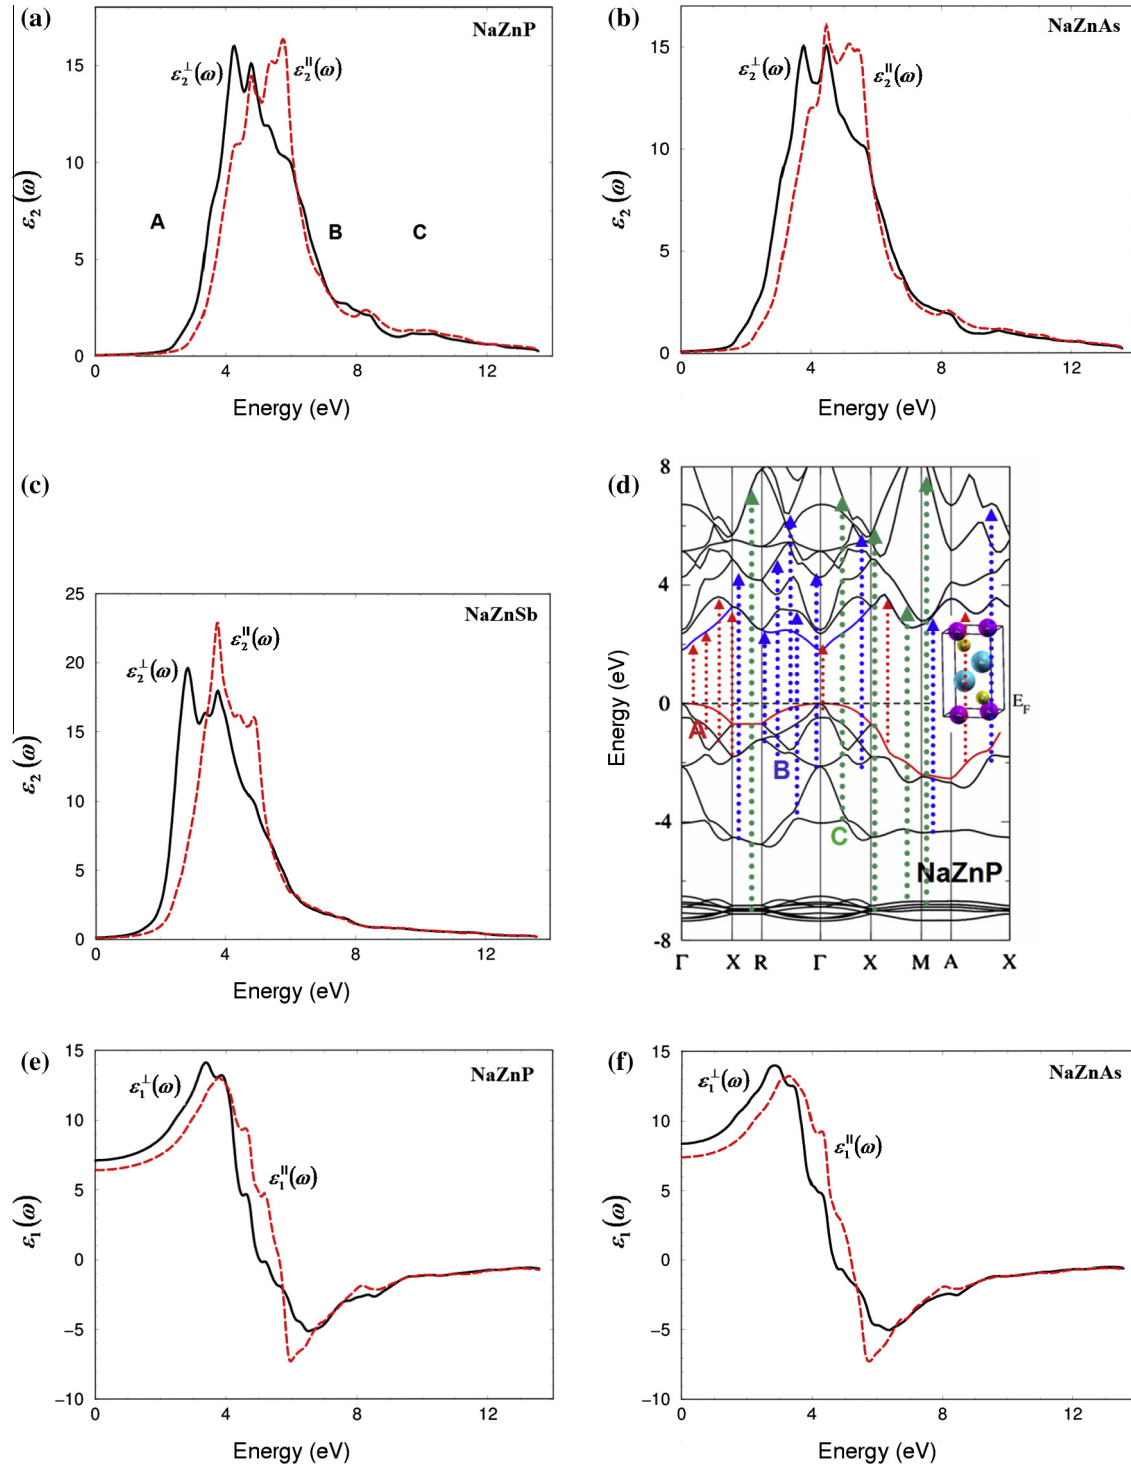 (a)
NaZnP
15
ε₂⊥(ω)
ε₂∥(ω)
10
A
B
C
5
0
0 4 8 12
Energy (eV)
ε₂(ω)
(b)
NaZnAs
15
ε₂⊥(ω)
ε₂∥(ω)
10
5
0
0 4 8 12
Energy (eV)
ε₂(ω)
(c)
25
NaZnSb
20
ε₂⊥(ω)
ε₂∥(ω)
15
10
5
0
0 4 8 12
Energy (eV)
ε₂(ω)
(d)
8
4
0
E_F
A
B
-4
C
NaZnP
-8
Γ X R Γ X M A X
Energy (eV)
(e)
15
NaZnP
ε₁⊥(ω)
10
ε₁∥(ω)
5
0
−5
−10
0 4 8 12
Energy (eV)
ε₁(ω)
(f)
15
NaZnAs
ε₁⊥(ω)
10
ε₁∥(ω)
5
0
−5
−10
0 4 8 12
Energy (eV)
ε₁(ω)